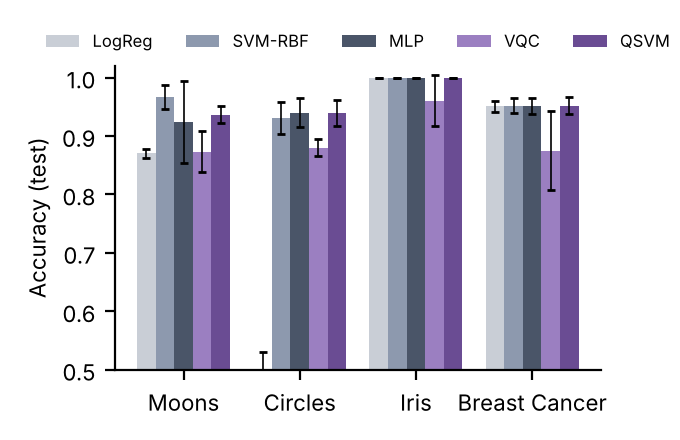 LogReg SVM-RBF MLP VQC QSVM
Accuracy (test)
1.0
0.9
0.8
0.7
0.6
0.5
Moons Circles Iris Breast Cancer